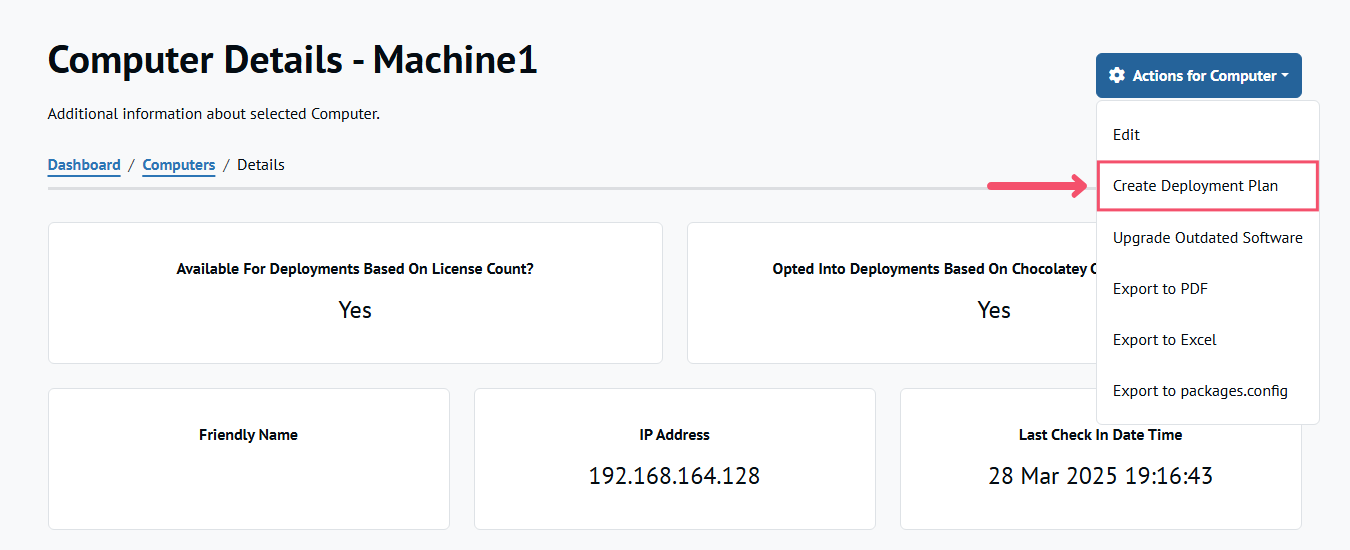 Computer Details - Machine1
Actions for Computer
Additional information about selected Computer.
Dashboard / Computers / Details
Edit
Create Deployment Plan
Upgrade Outdated Software
Export to PDF
Export to Excel
Export to packages.config
Available For Deployments Based On License Count?
Yes
Opted Into Deployments Based On Chocolatey
Yes
Friendly Name
IP Address
192.168.164.128
Last Check In Date Time
28 Mar 2025 19:16:43